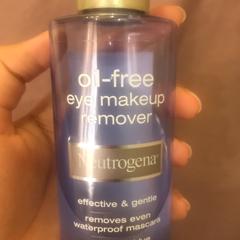 oil-free
eye makeup
remover
Neutrogena
effective & gentle
removes even
waterproof mascara